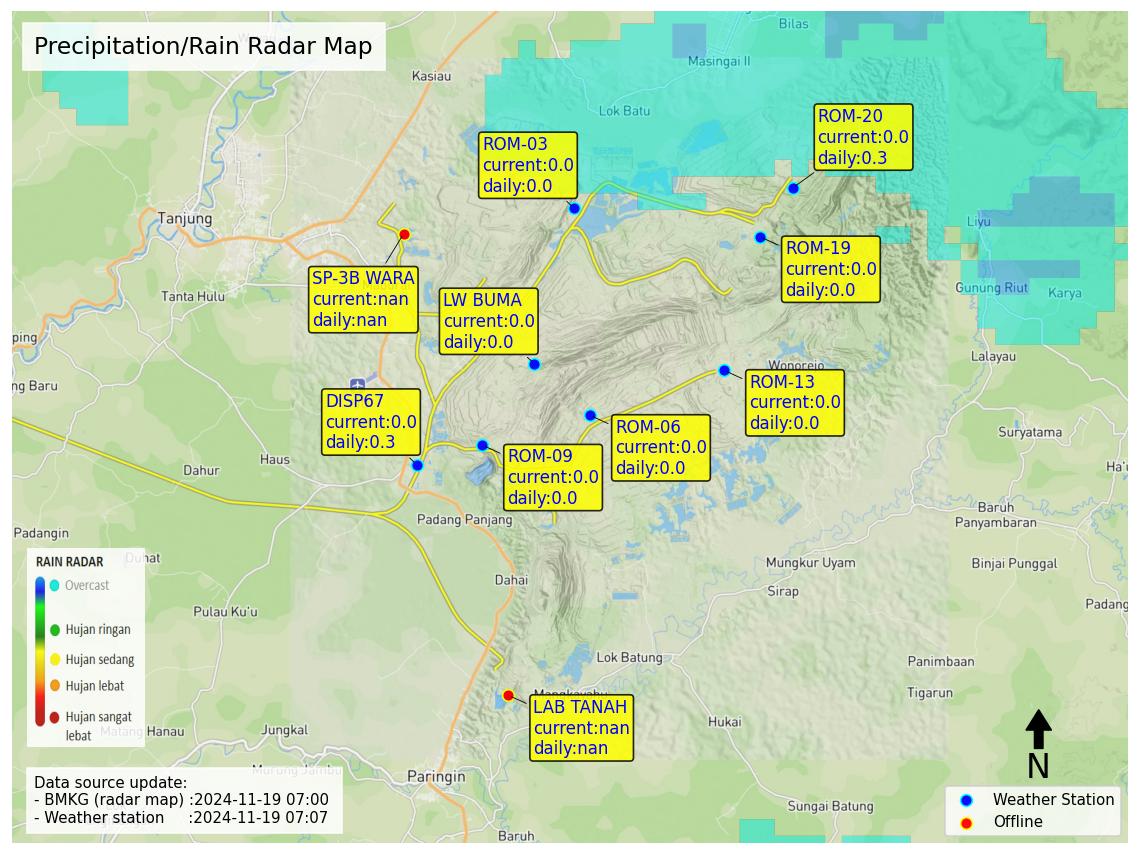 Precipitation/Rain Radar Map
Bilas
Masingai II
Kasiau
Lok Batu
ROM-20
current:0.0
daily:0.3
ROM-03
current:0.0
daily:0.0
Tanjung
Liyu
ROM-19
current:0.0
daily:0.0
SP-3B WARA
current:nan
daily:nan
Tanta Hulu
LW BUMA
current:0.0
daily:0.0
Gunung Riut
Karya
ping
Lalayau
Wonorejo
ng Baru
ROM-13
current:0.0
daily:0.0
DISP67
current:0.0
daily:0.3
ROM-06
current:0.0
daily:0.0
Suryatama
Haus
Dahur
ROM-09
current:0.0
daily:0.0
Ha'u
Padang Panjang
Baruh
Panyambaran
Padangin
Duhat
Mungkur Uyam
Binjai Punggal
Dahai
Sirap
Padang
Pulau Ku'u
RAIN RADAR
Overcast
Hujan ringan
Hujan sedang
Hujan lebat
Hujan sangat
lebat
Lok Batung
Panimbaan
Tigarun
Mangkayahu
LAB TANAH
current:nan
daily:nan
Hukai
Matang Hanau
Jungkal
Murung Jambu
Paringin
N
Data source update:
- BMKG (radar map) :2024-11-19 07:00
- Weather station :2024-11-19 07:07
Sungai Batung
Baruh
Weather Station
Offline